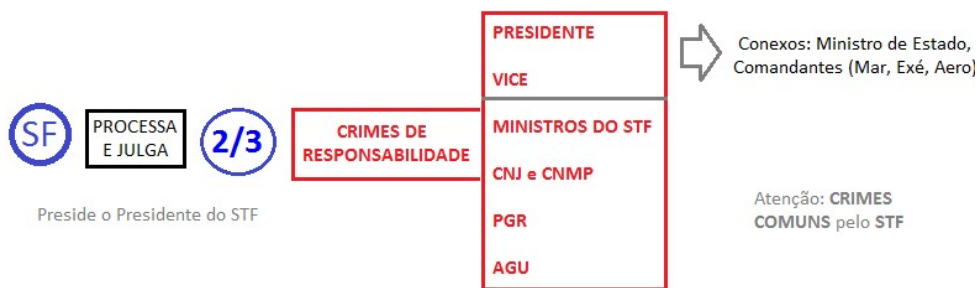 SF
PROCESSA
E JULGA
2/3
CRIMES DE
RESPONSABILIDADE
Preside o Presidente do STF
PRESIDENTE
VICE
MINISTROS DO STF
CNJ e CNMP
PGR
AGU
Conexos: Ministro de Estado,
Comandantes (Mar, Exé, Aero)
Atenção: CRIMES
COMUNS pelo STF